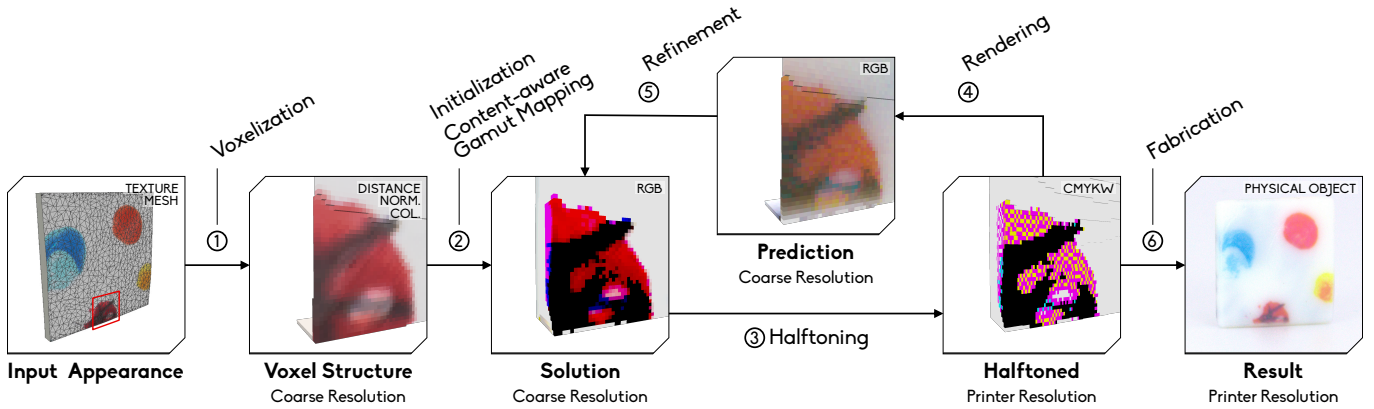 Voxelization
①
Initialization
Content-aware
Gamut Mapping
②
Refinement
⑤
Rendering
④
Fabrication
⑥
TEXTURE
MESH
Input Appearance
DISTANCE
NORM.
COL.
Voxel Structure
Coarse Resolution
RGB
Solution
Coarse Resolution
RGB
Prediction
Coarse Resolution
③ Halftoning
CMYKW
Halftoned
Printer Resolution
PHYSICAL OBJECT
Result
Printer Resolution